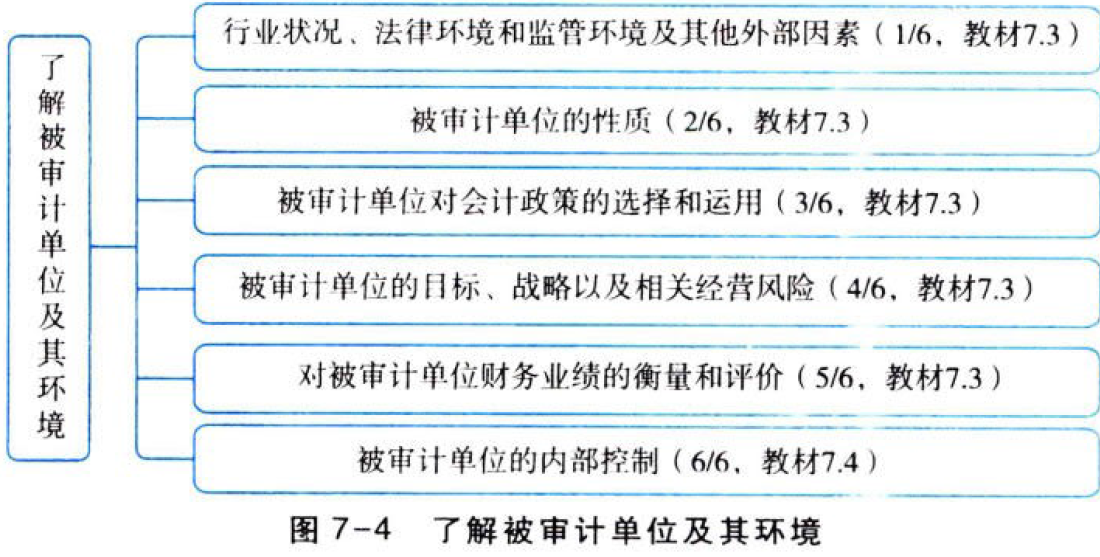 了解被审计单位及其环境
行业状况、法律环境和监管环境及其他外部因素（1/6，教材7.3）
被审计单位的性质（2/6，教材7.3）
被审计单位对会计政策的选择和运用（3/6，教材7.3）
被审计单位的目标、战略以及相关经营风险（4/6，教材7.3）
对被审计单位财务业绩的衡量和评价（5/6，教材7.3）
被审计单位的内部控制（6/6，教材7.4）
图 7-4 了解被审计单位及其环境